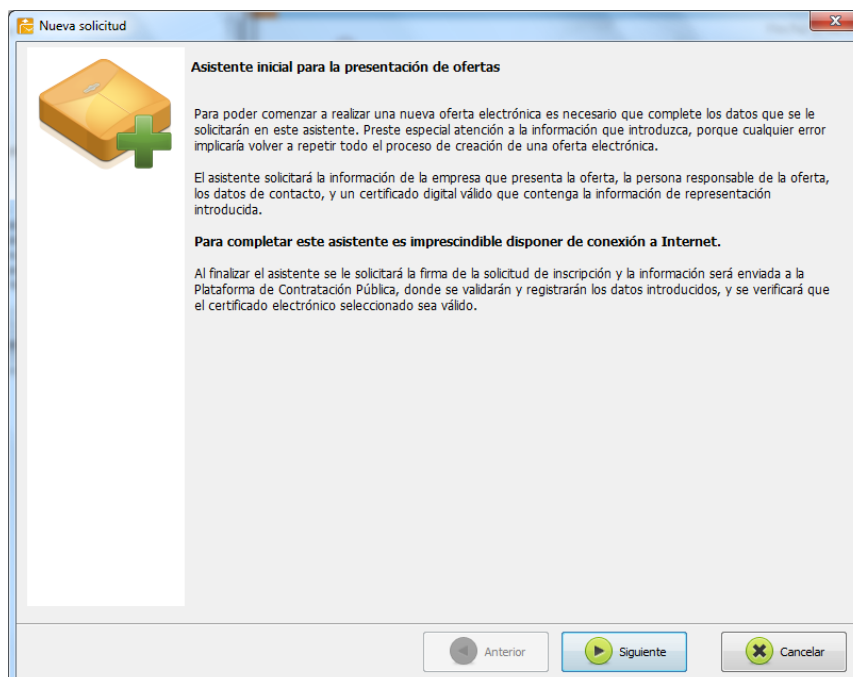 Nueva solicitud
Asistente inicial para la presentación de ofertas
Para poder comenzar a realizar una nueva oferta electrónica es necesario que complete los datos que se le
solicitarán en este asistente. Preste especial atención a la información que introduzca, porque cualquier error
implicaría volver a repetir todo el proceso de creación de una oferta electrónica.
El asistente solicitará la información de la empresa que presenta la oferta, la persona responsable de la oferta,
los datos de contacto, y un certificado digital válido que contenga la información de representación
introducida.
Para completar este asistente es imprescindible disponer de conexión a Internet.
Al finalizar el asistente se le solicitará la firma de la solicitud de inscripción y la información será enviada a la
Plataforma de Contratación Pública, donde se validarán y registrarán los datos introducidos, y se verificará que
el certificado electrónico seleccionado sea válido.
Anterior
Siguiente
Cancelar